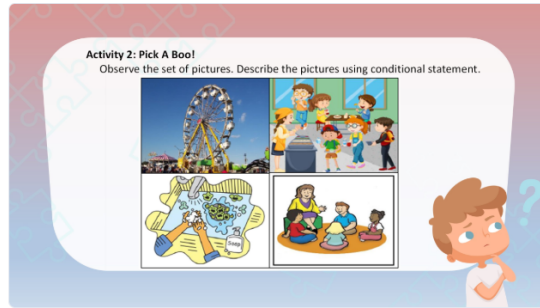 Activity 2: Pick A Boo!
Observe the set of pictures. Describe the pictures using conditional statement.
Soap
?